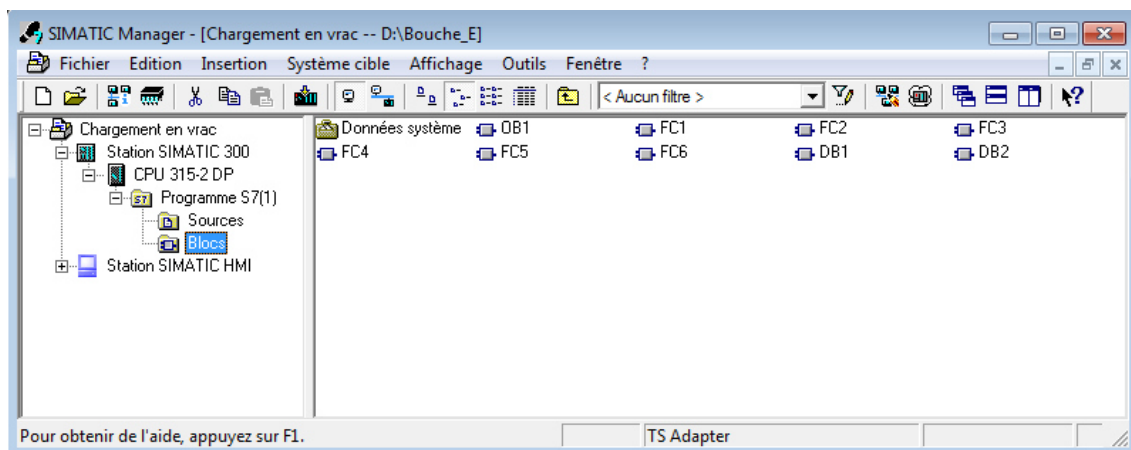 SIMATIC Manager - [Chargement en vrac -- D:\Bouche_E]
Fichier Edition Insertion Système cible Affichage Outils Fenêtre ?
< Aucun filtre >
Chargement en vrac
Station SIMATIC 300
CPU 315-2 DP
Programme S7(1)
Sources
Blocs
Station SIMATIC HMI
Données système OB1 FC1 FC2 FC3
FC4 FC5 FC6 DB1 DB2
Pour obtenir de l'aide, appuyez sur F1. TS Adapter